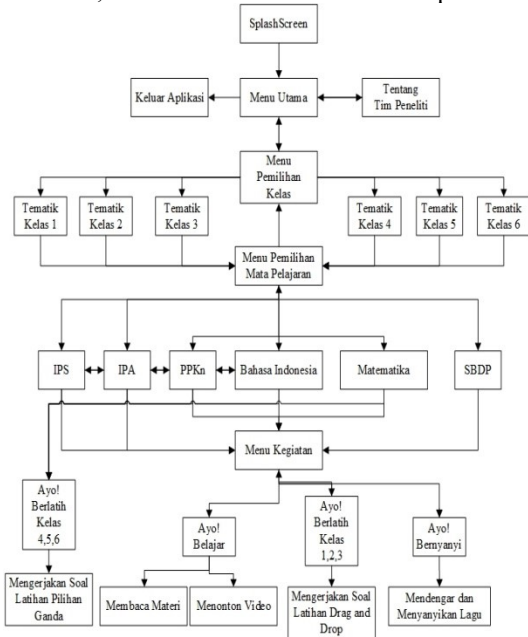 SplashScreen
Keluar Aplikasi
Menu Utama
Tentang
Tim Peneliti
Menu
Pemilihan
Kelas
Tematik
Kelas 1
Tematik
Kelas 2
Tematik
Kelas 3
Tematik
Kelas 4
Tematik
Kelas 5
Tematik
Kelas 6
Menu Pemilihan
Mata Pelajaran
IPS
IPA
PPKn
Bahasa Indonesia
Matematika
SBDP
Menu Kegiatan
Ayo!
Berlatih
Kelas
4,5,6
Ayo!
Belajar
Ayo!
Berlatih
Kelas
1,2,3
Ayo!
Bernyanyi
Mengerjakan Soal
Latihan Pilihan
Ganda
Membaca Materi
Menonton Video
Mengerjakan Soal
Latihan Drag and
Drop
Mendengar dan
Menyanyikan Lagu